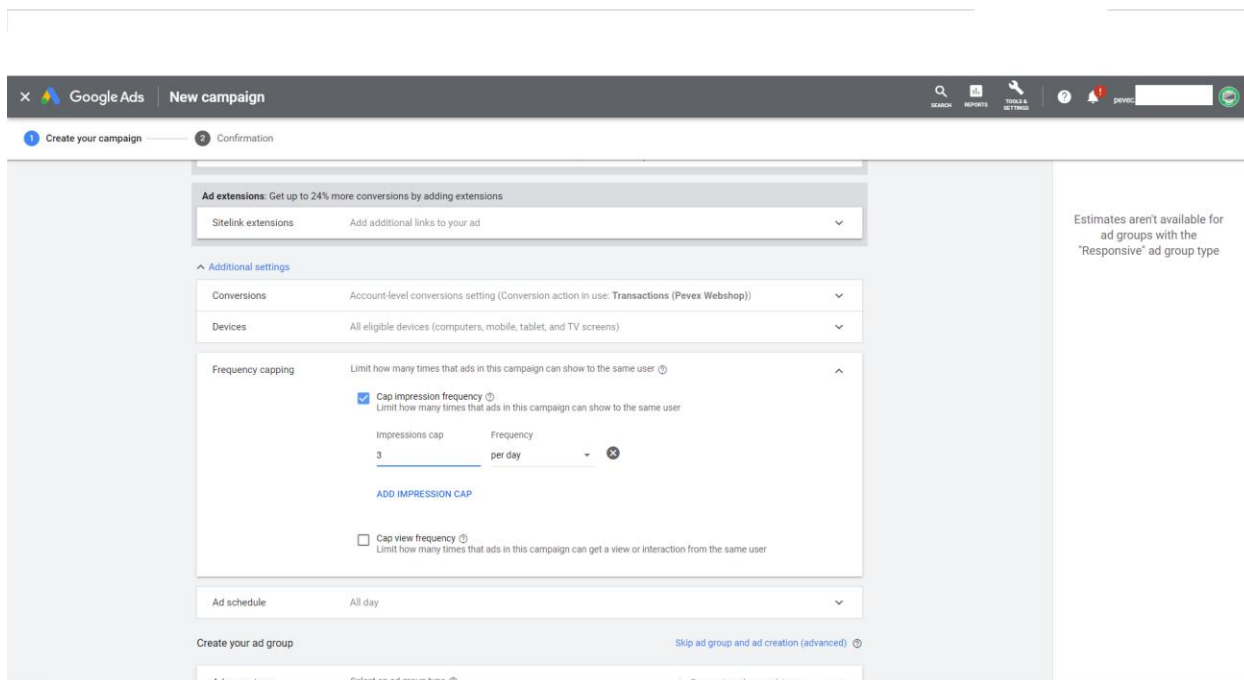 Google Ads New campaign
SEARCH REPORTS TOOLS & SETTINGS pevec
1 Create your campaign 2 Confirmation
Ad extensions: Get up to 24% more conversions by adding extensions
Sitelink extensions Add additional links to your ad
Estimates aren't available for
ad groups with the
"Responsive" ad group type
Additional settings
Conversions Account-level conversions setting (Conversion action in use: Transactions (Pevex Webshop))
Devices All eligible devices (computers, mobile, tablet, and TV screens)
Frequency capping Limit how many times that ads in this campaign can show to the same user
Cap impression frequency
Limit how many times that ads in this campaign can show to the same user
Impressions cap Frequency
3 per day
ADD IMPRESSION CAP
Cap view frequency
Limit how many times that ads in this campaign can get a view or interaction from the same user
Ad schedule All day
Create your ad group Skip ad group and ad creation (advanced)